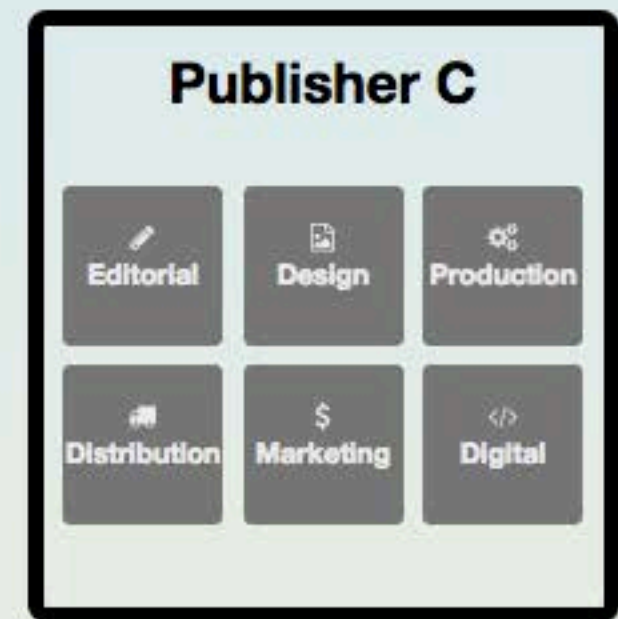 Publisher C
Editorial
Design
Production
Distribution
$
Marketing
</>
Digital